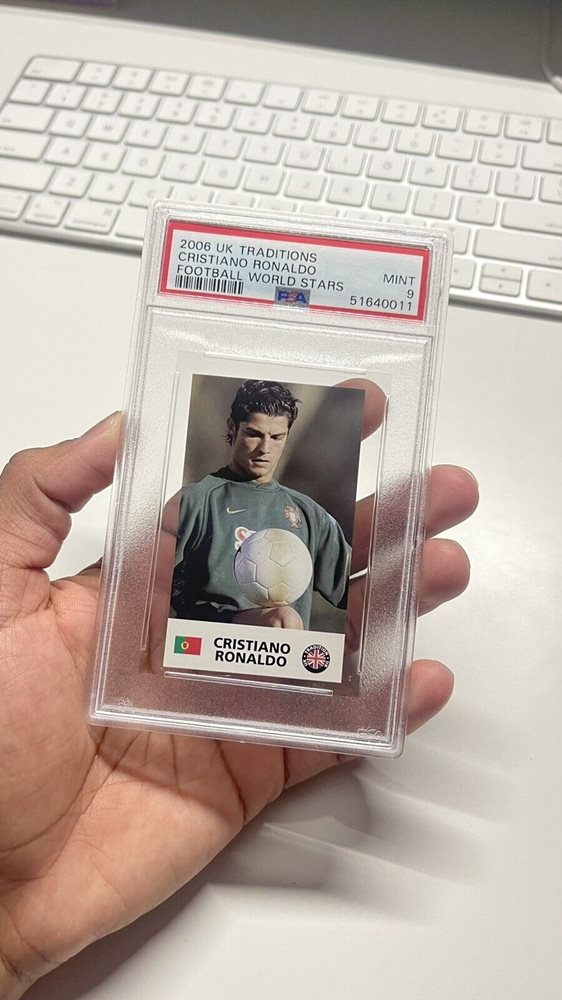 2006 UK TRADITIONS
CRISTIANO RONALDO
FOOTBALL WORLD STARS
MINT
9
51640011
PSA
CRISTIANO
RONALDO